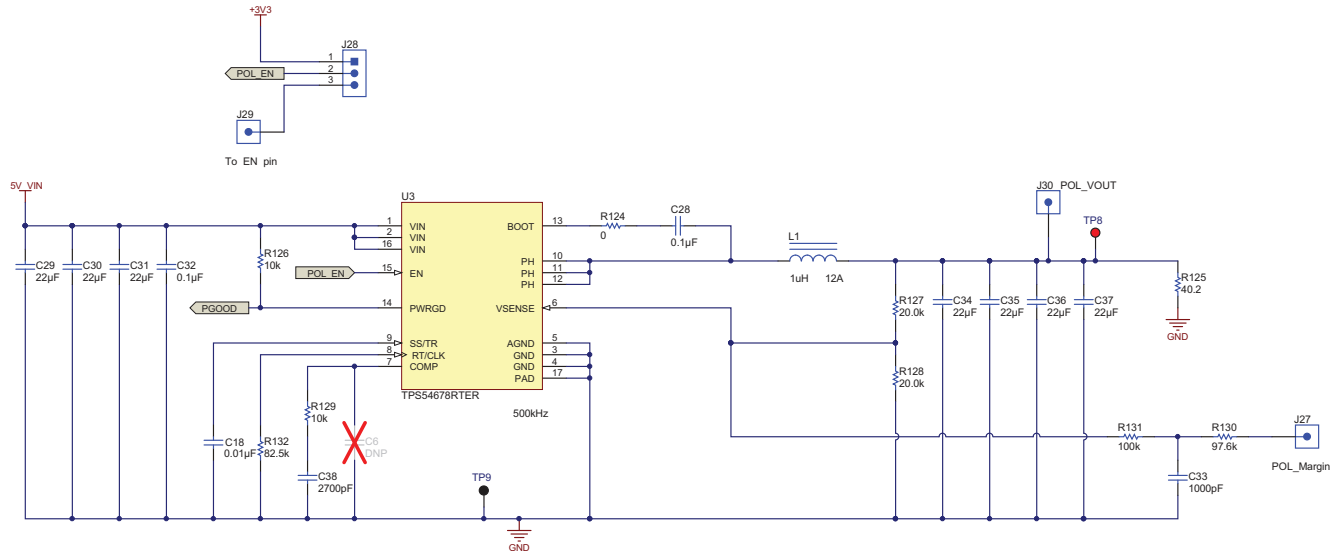 +3V3
J28
1
2
3
POL_EN
J29
To EN pin
5V_VIN
C29
22µF
C30
22µF
C31
22µF
C32
0.1µF
R126
10k
POL_EN
PGOOD
U3
1 VIN
2 VIN
16 VIN
15 EN
14 PWRGD
9 SS/TR
8 RT/CLK
7 COMP
BOOT 13
PH 10
PH 11
PH 12
VSENSE 6
AGND 5
GND 3
GND 4
PAD 17
TPS54678RTER
500kHz
R124
0
C28
0.1µF
L1
1uH 12A
J30 POL_VOUT
TP8
R127
20.0k
R128
20.0k
C34
22µF
C35
22µF
C36
22µF
C37
22µF
R125
40.2
GND
C18
0.01µF
R132
82.5k
R129
10k
C38
2700pF
C6
DNP
TP9
GND
R131
100k
R130
97.6k
C33
1000pF
J27
POL_Margin